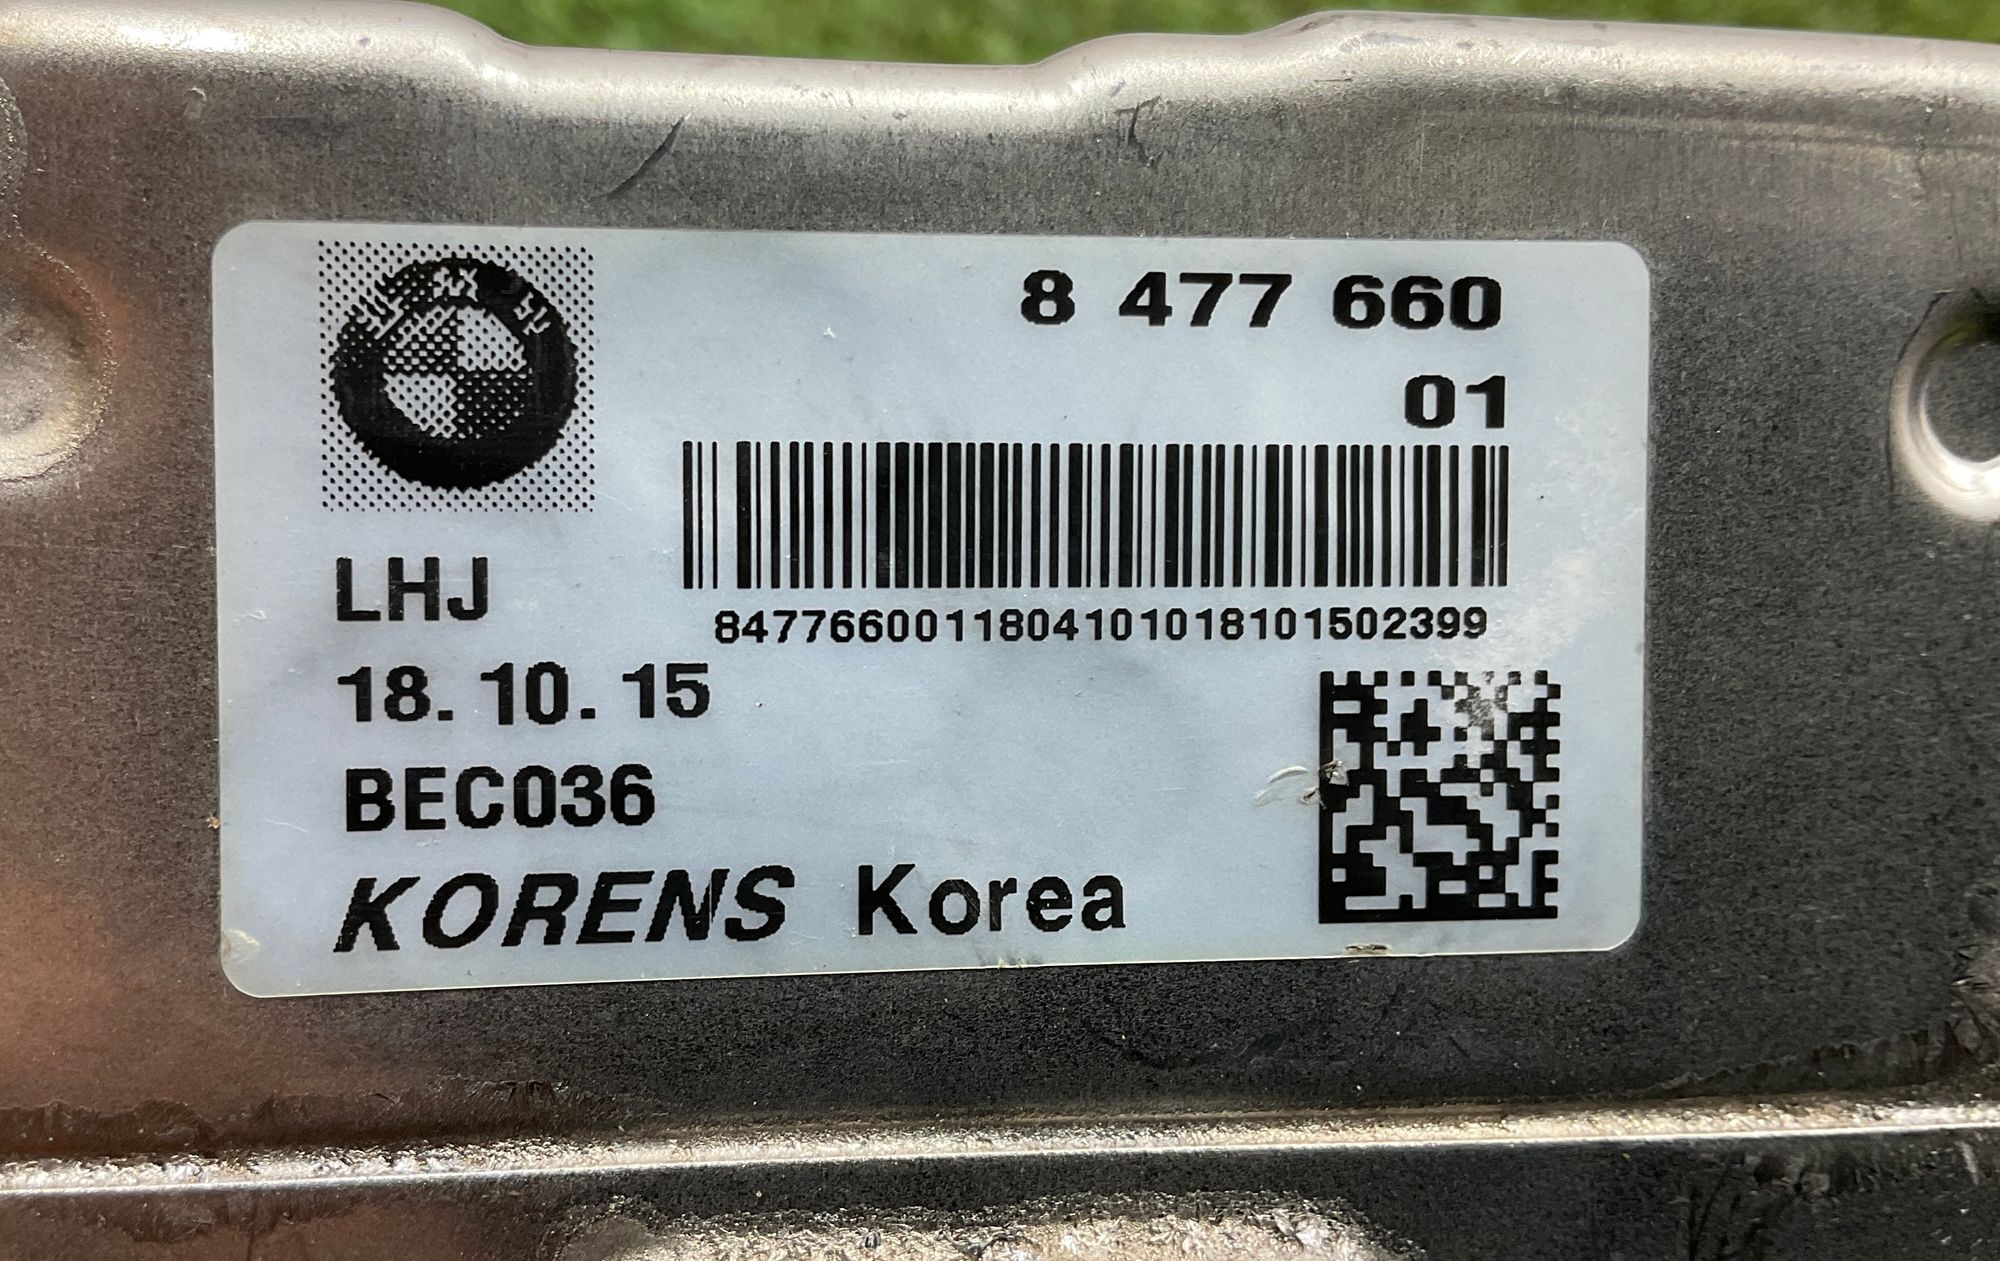 8 477 660
01
84776600118041010181015023​99
LHJ
18. 10. 15
BEC036
KORENS Korea